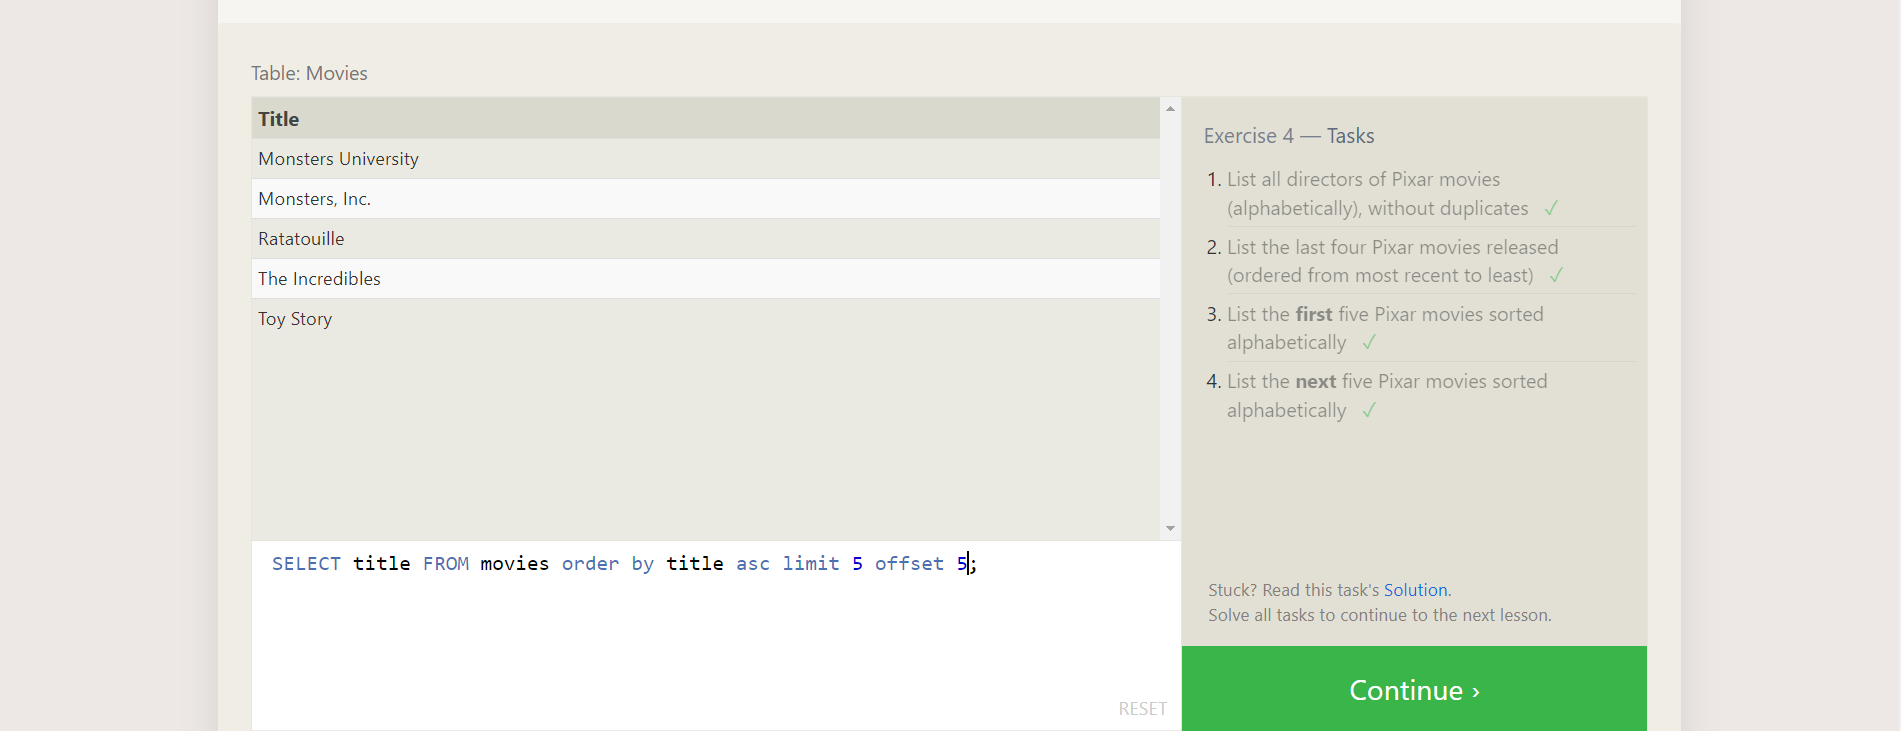 Table: Movies
Title
Monsters University
Monsters, Inc.
Ratatouille
The Incredibles
Toy Story
SELECT title FROM movies order by title asc limit 5 offset 5;
RESET
Exercise 4 — Tasks
1. List all directors of Pixar movies
(alphabetically), without duplicates ✓
2. List the last four Pixar movies released
(ordered from most recent to least) ✓
3. List the first five Pixar movies sorted
alphabetically ✓
4. List the next five Pixar movies sorted
alphabetically ✓
Stuck? Read this task's Solution.
Solve all tasks to continue to the next lesson.
Continue ›